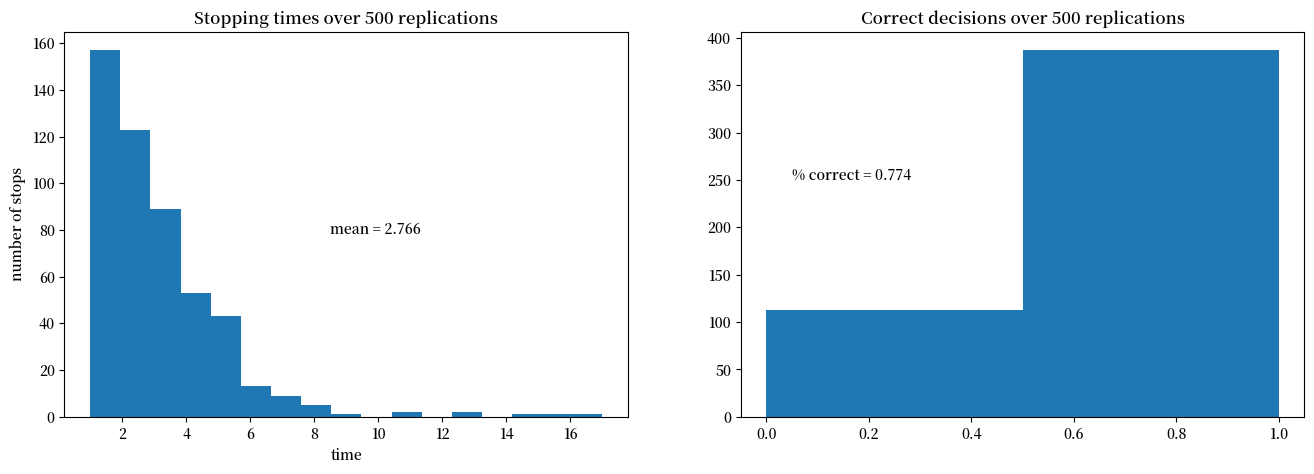 Stopping times over 500 replications
160
140
120
100
80
60
40
20
0
number of stops
mean = 2.766
2 4 6 8 10 12 14 16
time
Correct decisions over 500 replications
400
350
300
250
200
150
100
50
0
% correct = 0.774
0.0 0.2 0.4 0.6 0.8 1.0